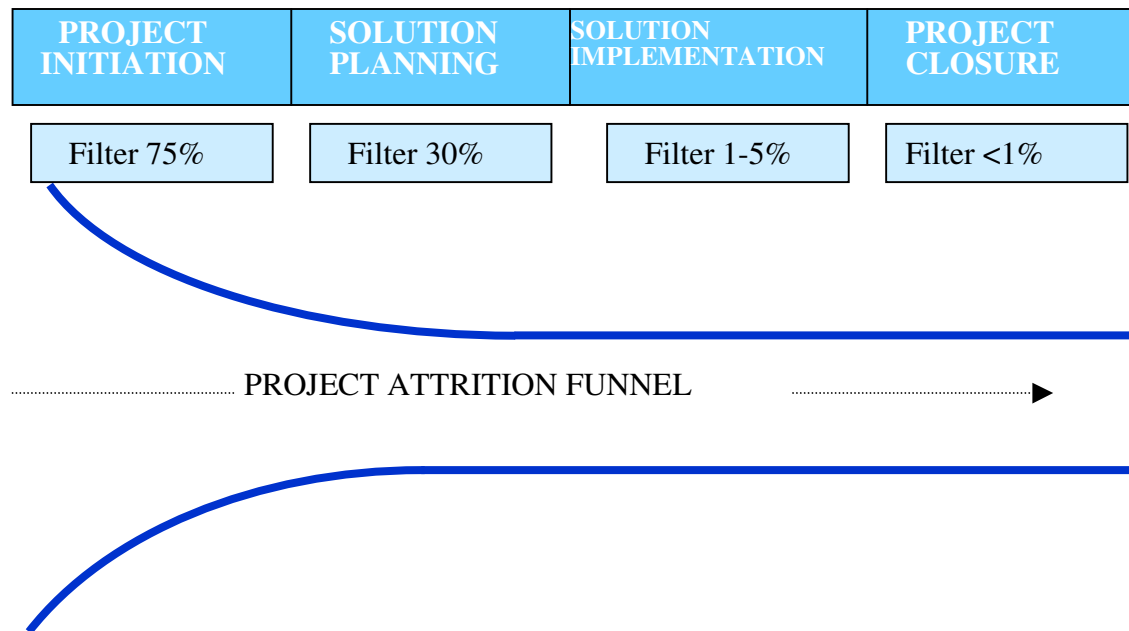 PROJECT
INITIATION
SOLUTION
PLANNING
SOLUTION
IMPLEMENTATION
PROJECT
CLOSURE
Filter 75%
Filter 30%
Filter 1-5%
Filter <1%
PROJECT ATTRITION FUNNEL